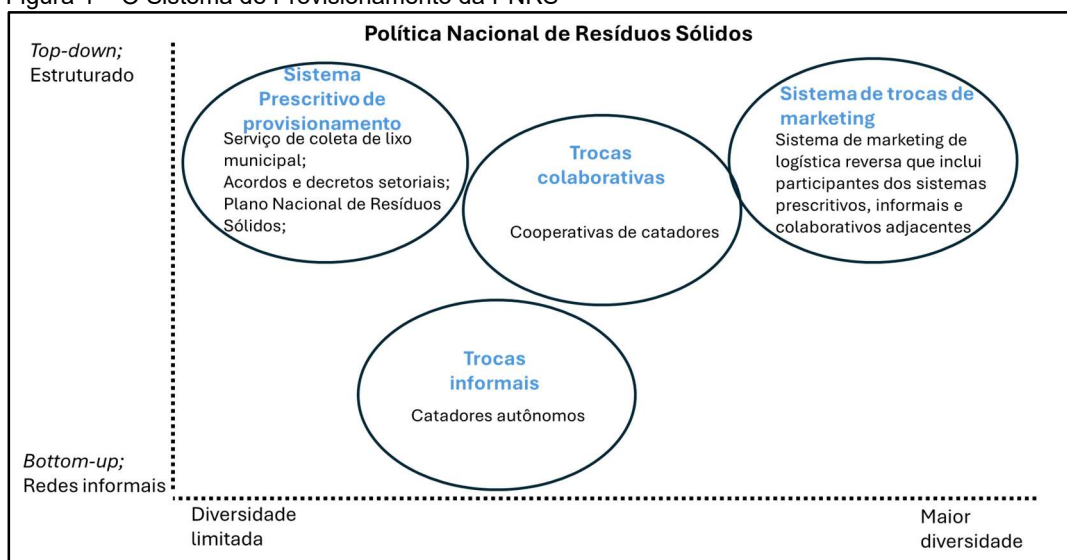 Política Nacional de Resíduos Sólidos
Top-down;
Estruturado
Sistema
Prescritivo de
provisionamento
Serviço de coleta de lixo
municipal;
Acordos e decretos setoriais;
Plano Nacional de Resíduos
Sólidos;
Trocas
colaborativas
Cooperativas de catadores
Sistema de trocas de
marketing
Sistema de marketing de
logística reversa que inclui
participantes dos sistemas
prescritivos, informais e
colaborativos adjacentes
Trocas
informais
Catadores autônomos
Bottom-up;
Redes informais
Diversidade
limitada
Maior
diversidade